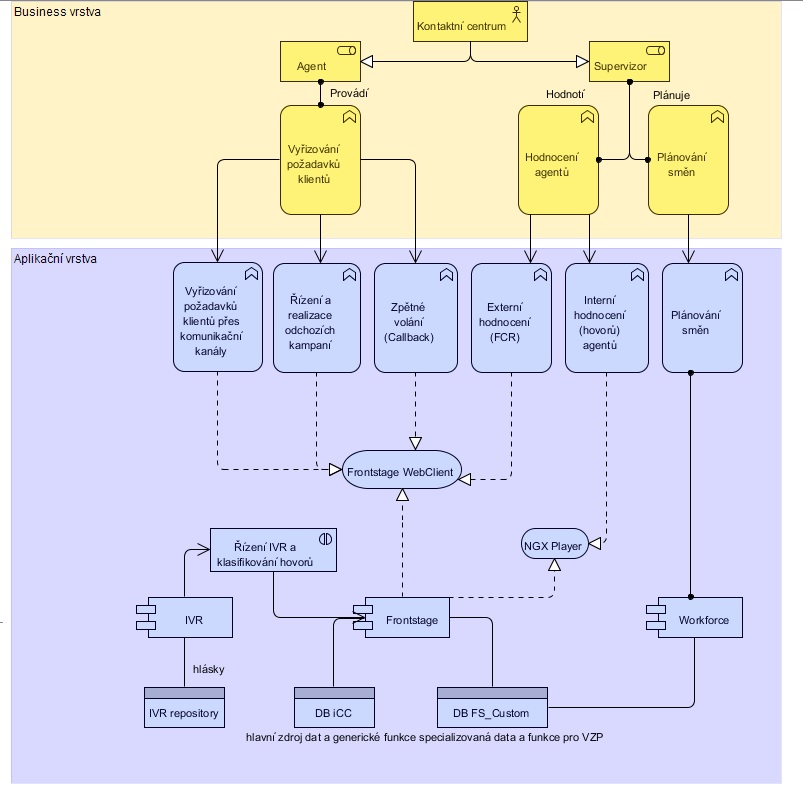 Business vrstva
Kontaktní centrum
Agent
Supervizor
Provádí
Hodnotí
Plánuje
Vyřizování
požadavků
klientů
Hodnocení
agentů
Plánování
směn
Aplikační vrstva
Vyřizování
požadavků
klientů přes
komunikační
kanály
Řízení a
realizace
odchozích
kampaní
Zpětné
volání
(Callback)
Externí
hodnocení
(FCR)
Interní
hodnocení
(hovorů)
agentů
Plánování
směn
Frontstage WebClient
NGX Player
Řízení IVR a
klasifikování hovorů
IVR
Frontstage
Workforce
hlásky
IVR repository
DB iCC
DB FS_Custom
hlavní zdroj dat a generické funkce specializovaná data a funkce pro VZP